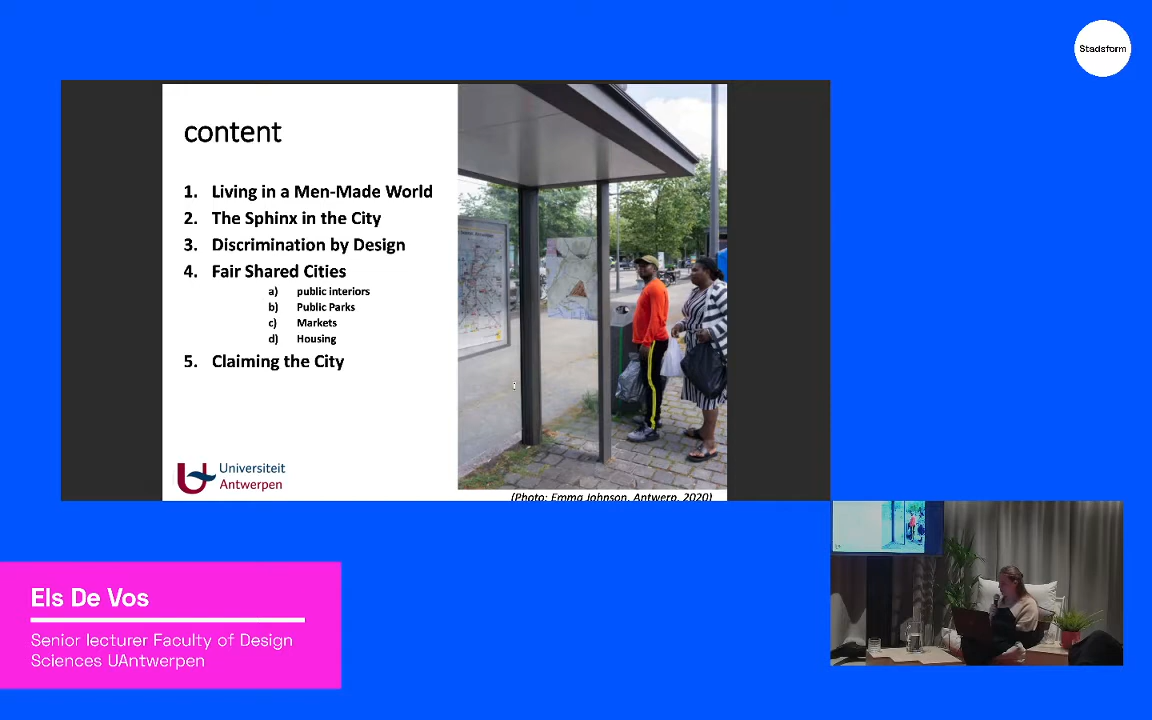 Stadsform
content
1. Living in a Men-Made World
2. The Sphinx in the City
3. Discrimination by Design
4. Fair Shared Cities
a) public interiors
b) Public Parks
c) Markets
d) Housing
5. Claiming the City
Universiteit
Antwerpen
(Photo: Emma Johnson, Antwerp, 2020)
Els De Vos
Senior lecturer Faculty of Design
Sciences UAntwerpen